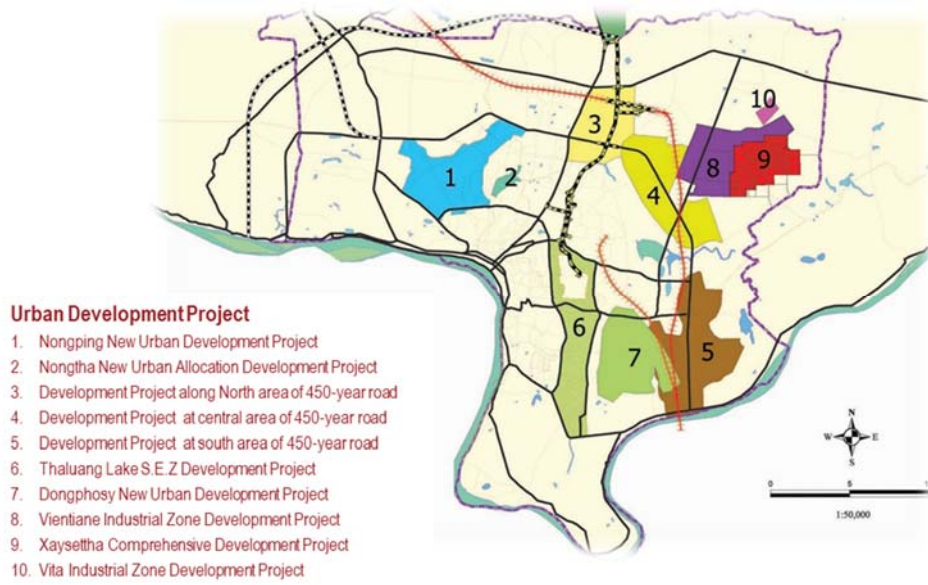 10
3
8
9
1
2
4
6
7
5
Urban Development Project
1. Nongping New Urban Development Project
2. Nongtha New Urban Allocation Development Project
3. Development Project along North area of 450-year road
4. Development Project at central area of 450-year road
5. Development Project at south area of 450-year road
6. Thaluang Lake S.E.Z Development Project
7. Dongphosy New Urban Development Project
8. Vientiane Industrial Zone Development Project
9. Xaysettha Comprehensive Development Project
10. Vita Industrial Zone Development Project
N
W E
S
0 5
1:50,000